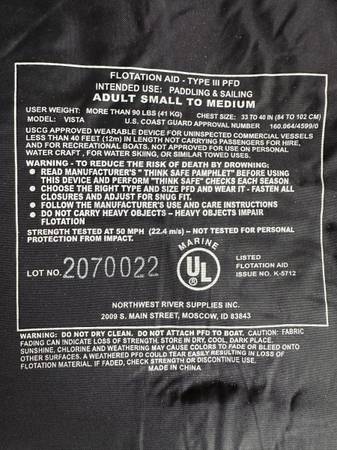 FLOTATION AID - TYPE III PFD
INTENDED USE: PADDLING & SAILING
ADULT SMALL TO MEDIUM
USER WEIGHT: MORE THAN 90 LBS (41 KG) CHEST SIZE: 33 TO 40 IN (84 TO 102 CM)
MODEL: VISTA U.S. COAST GUARD APPROVAL NUMBER 160.064/4599/0
USCG APPROVED WEARABLE DEVICE FOR UNINSPECTED COMMERCIAL VESSELS
LESS THAN 40 FEET (12m) IN LENGTH NOT CARRYING PASSENGERS FOR HIRE,
AND FOR RECREATIONAL BOATS. NOT APPROVED FOR USE ON PERSONAL
WATER CRAFT, FOR WATER SKIING, OR SIMILAR TOWED USES.
WARNING - TO REDUCE THE RISK OF DEATH BY DROWNING:
● READ MANUFACTURER'S "THINK SAFE PAMPHLET" BEFORE USING
THIS DEVICE AND PERFORM "THINK SAFE" CHECKS EACH SEASON
● CHOOSE THE RIGHT TYPE AND SIZE PFD AND WEAR IT - FASTEN ALL
CLOSURES AND ADJUST FOR SNUG FIT.
● FOLLOW THE MANUFACTURER'S USE AND CARE INSTRUCTIONS
● DO NOT CARRY HEAVY OBJECTS - HEAVY OBJECTS IMPAIR
FLOTATION
STRENGTH TESTED AT 50 MPH (22.4 m/s) - NOT TESTED FOR PERSONAL
PROTECTION FROM IMPACT.
MARINE
LOT NO. 2070022
UL
®
LISTED
FLOTATION AID
ISSUE NO. K-5712
NORTHWEST RIVER SUPPLIES INC.
2009 S. MAIN STREET, MOSCOW, ID 83843
WARNING: DO NOT DRY CLEAN. DO NOT ATTACH PFD TO BOAT. CAUTION: FABRIC
FADING CAN INDICATE LOSS OF STRENGTH. STORE IN DRY, COOL, DARK PLACE.
SUNSHINE, CHLORINE AND WEATHERING MAY CAUSE COLORS TO FADE OR BLEED ONTO
OTHER SURFACES. A WEATHERED PFD COULD TEAR EASILY RESULTING IN LOSS OF
FLOTATION MATERIAL. IF FADED, CHECK STRENGTH OR DISCONTINUE USE.
MADE IN CHINA